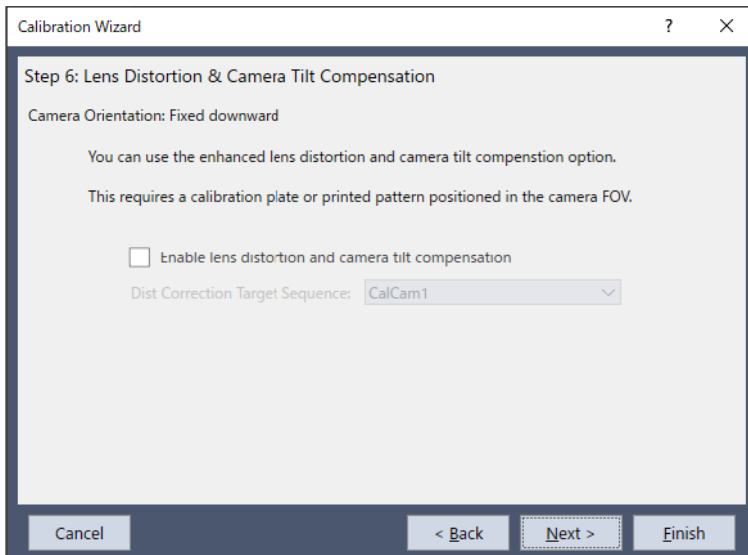 Calibration Wizard
? ×
Step 6: Lens Distortion & Camera Tilt Compensation
Camera Orientation: Fixed downward
You can use the enhanced lens distortion and camera tilt compenstion option.
This requires a calibration plate or printed pattern positioned in the camera FOV.
Enable lens distortion and camera tilt compensation
Dist Correction Target Sequence: CalCam1
Cancel < Back Next > Finish